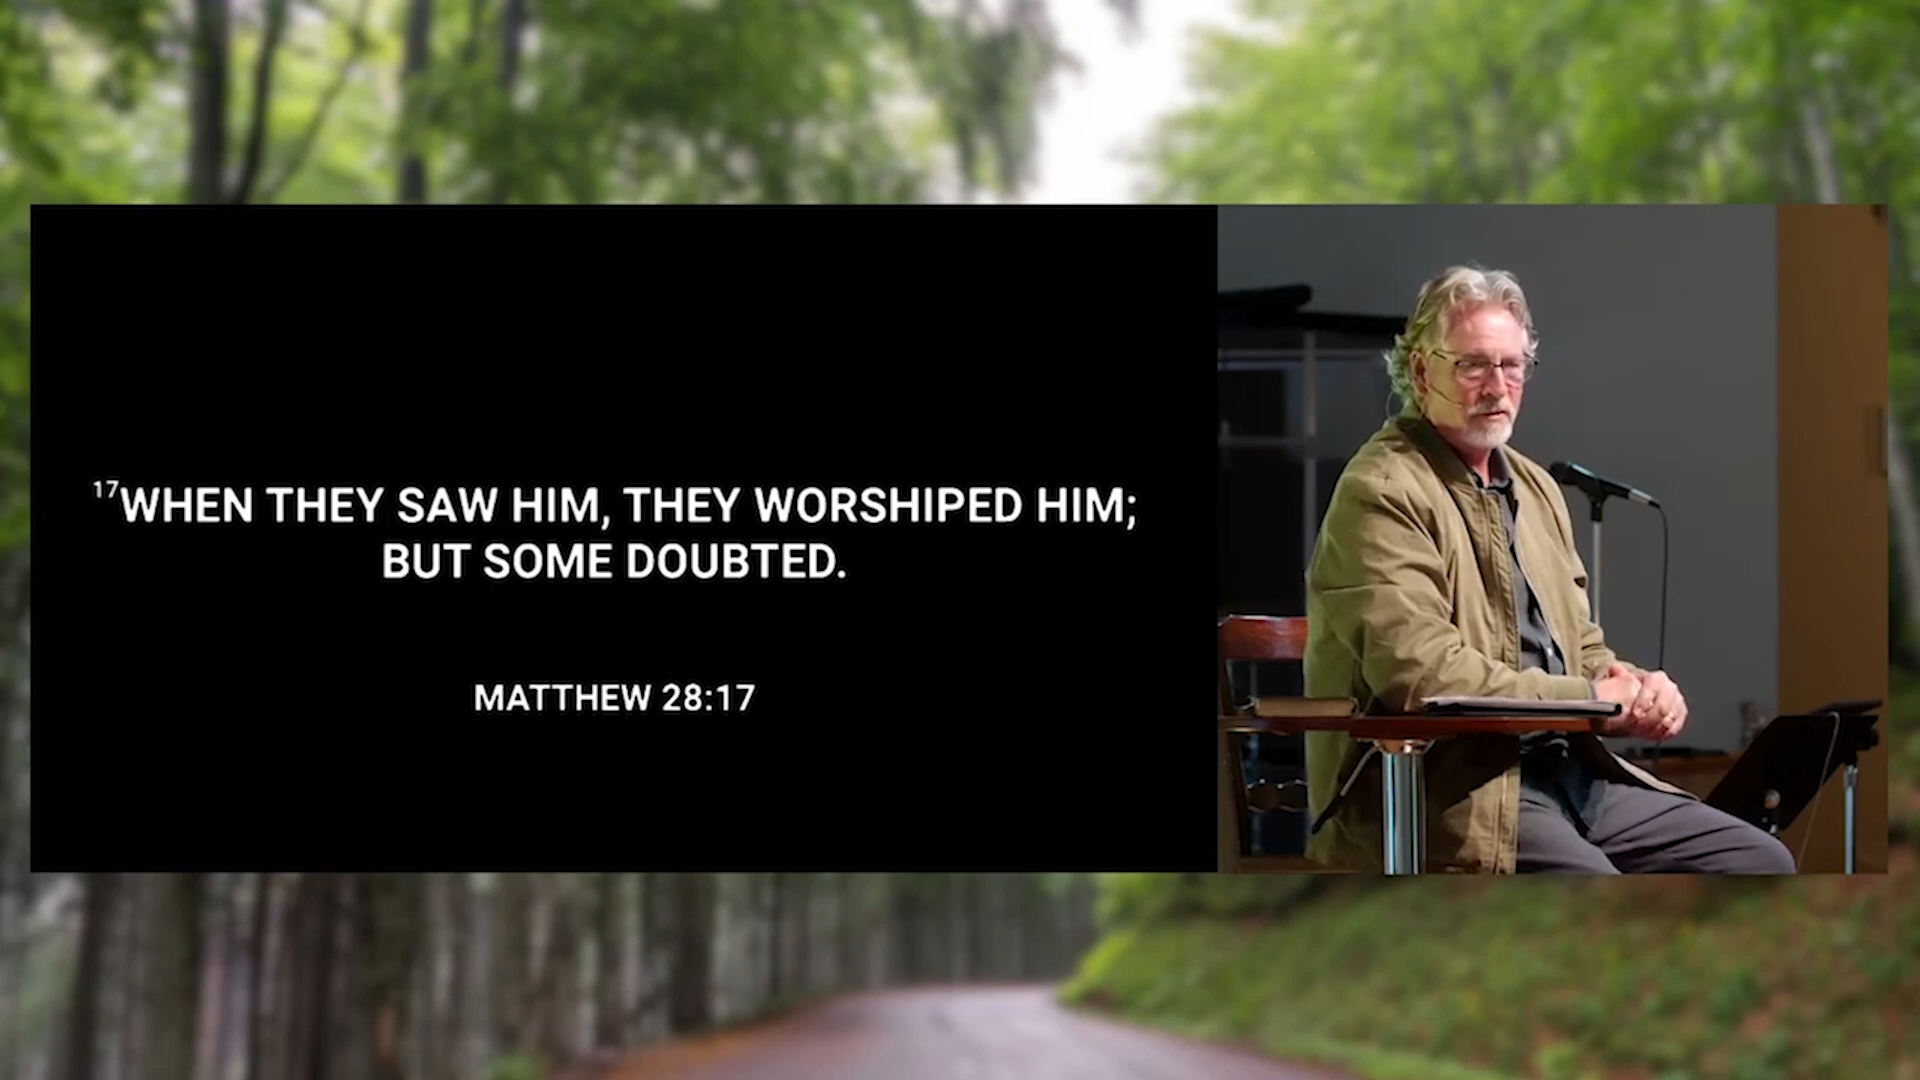 17WHEN THEY SAW HIM, THEY WORSHIPED HIM;
BUT SOME DOUBTED.
MATTHEW 28:17